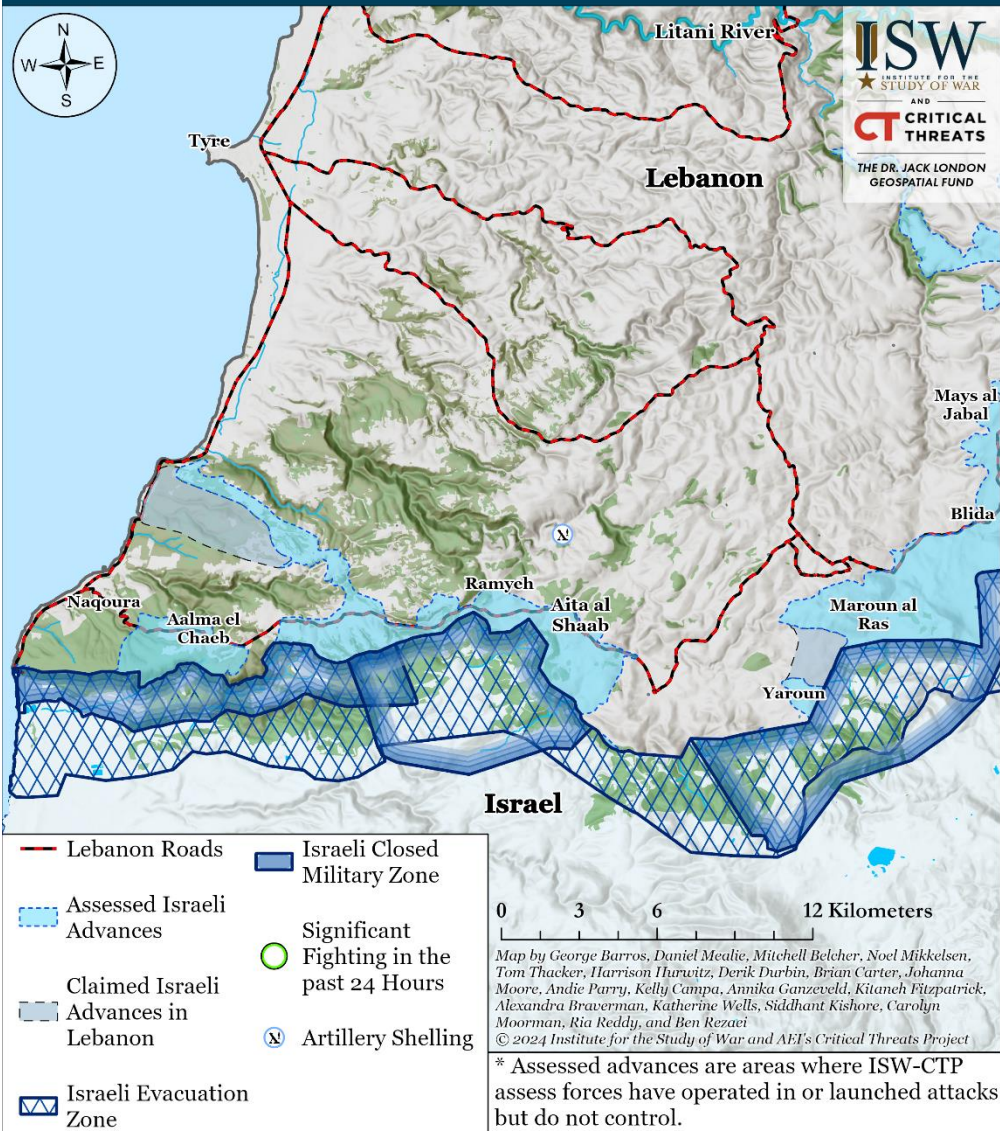 N
W
E
S
Litani River
ISW
INSTITUTE FOR THE
STUDY OF WAR
AND
CT CRITICAL
THREATS
THE DR. JACK LONDON
GEOSPATIAL FUND
Tyre
Lebanon
Mays al
Jabal
Blida
Ramych
Naqoura
Aalma el
Chaeb
Aita al
Shaab
Maroun al
Ras
Yaroun
Israel
Lebanon Roads
Assessed Israeli
Advances
Claimed Israeli
Advances in
Lebanon
Israeli Evacuation
Zone
Israeli Closed
Military Zone
Significant
Fighting in the
past 24 Hours
Artillery Shelling
0 3 6 12 Kilometers
Map by George Barros, Daniel Mealie, Mitchell Belcher, Noel Mikkelsen,
Tom Thacker, Harrison Hurwitz, Derik Durbin, Brian Carter, Johanna
Moore, Andie Parry, Kelly Campa, Annika Ganzeveld, Kitaneh Fitzpatrick,
Alexandra Braverman, Katherine Wells, Siddhant Kishore, Carolyn
Moorman, Ria Reddy, and Ben Rezaei
© 2024 Institute for the Study of War and AEI's Critical Threats Project
* Assessed advances are areas where ISW-CTP
assess forces have operated in or launched attacks
but do not control.